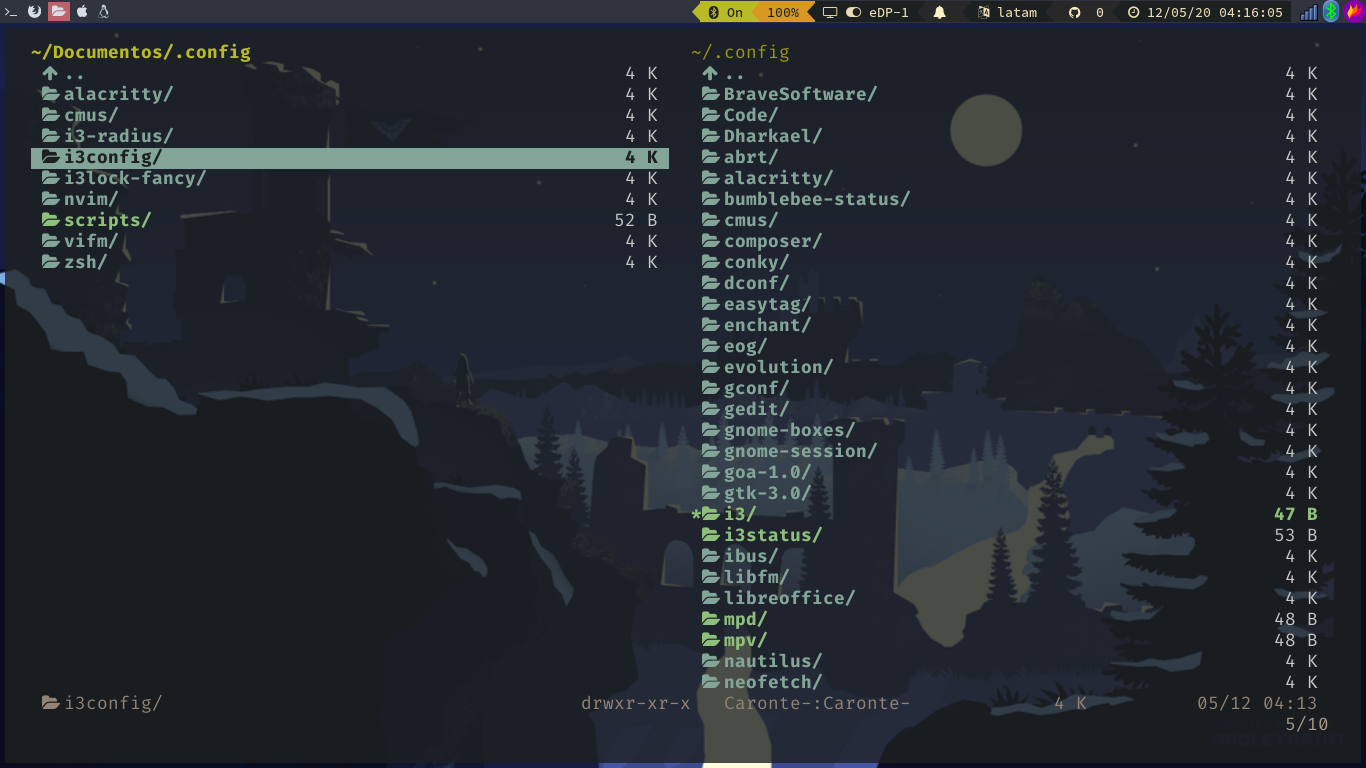 >_ On 100% eDP-1 latam 0 12/05/20 04:16:05
~/Documentos/.config
.. 4 K
alacritty/ 4 K
cmus/ 4 K
i3-radius/ 4 K
i3config/ 4 K
i3lock-fancy/ 4 K
nvim/ 4 K
scripts/ 52 B
vifm/ 4 K
zsh/ 4 K
~/.config
.. 4 K
BraveSoftware/ 4 K
Code/ 4 K
Dharkael/ 4 K
abrt/ 4 K
alacritty/ 4 K
bumblebee-status/ 4 K
cmus/ 4 K
composer/ 4 K
conky/ 4 K
dconf/ 4 K
easytag/ 4 K
enchant/ 4 K
eog/ 4 K
evolution/ 4 K
gconf/ 4 K
gedit/ 4 K
gnome-boxes/ 4 K
gnome-session/ 4 K
goa-1.0/ 4 K
gtk-3.0/ 4 K
*i3/ 47 B
i3status/ 53 B
ibus/ 4 K
libfm/ 4 K
libreoffice/ 4 K
mpd/ 48 B
mpv/ 48 B
nautilus/ 4 K
neofetch/ 4 K
i3config/ drwxr-xr-x Caronte-:Caronte- 4 K 05/12 04:13
5/10